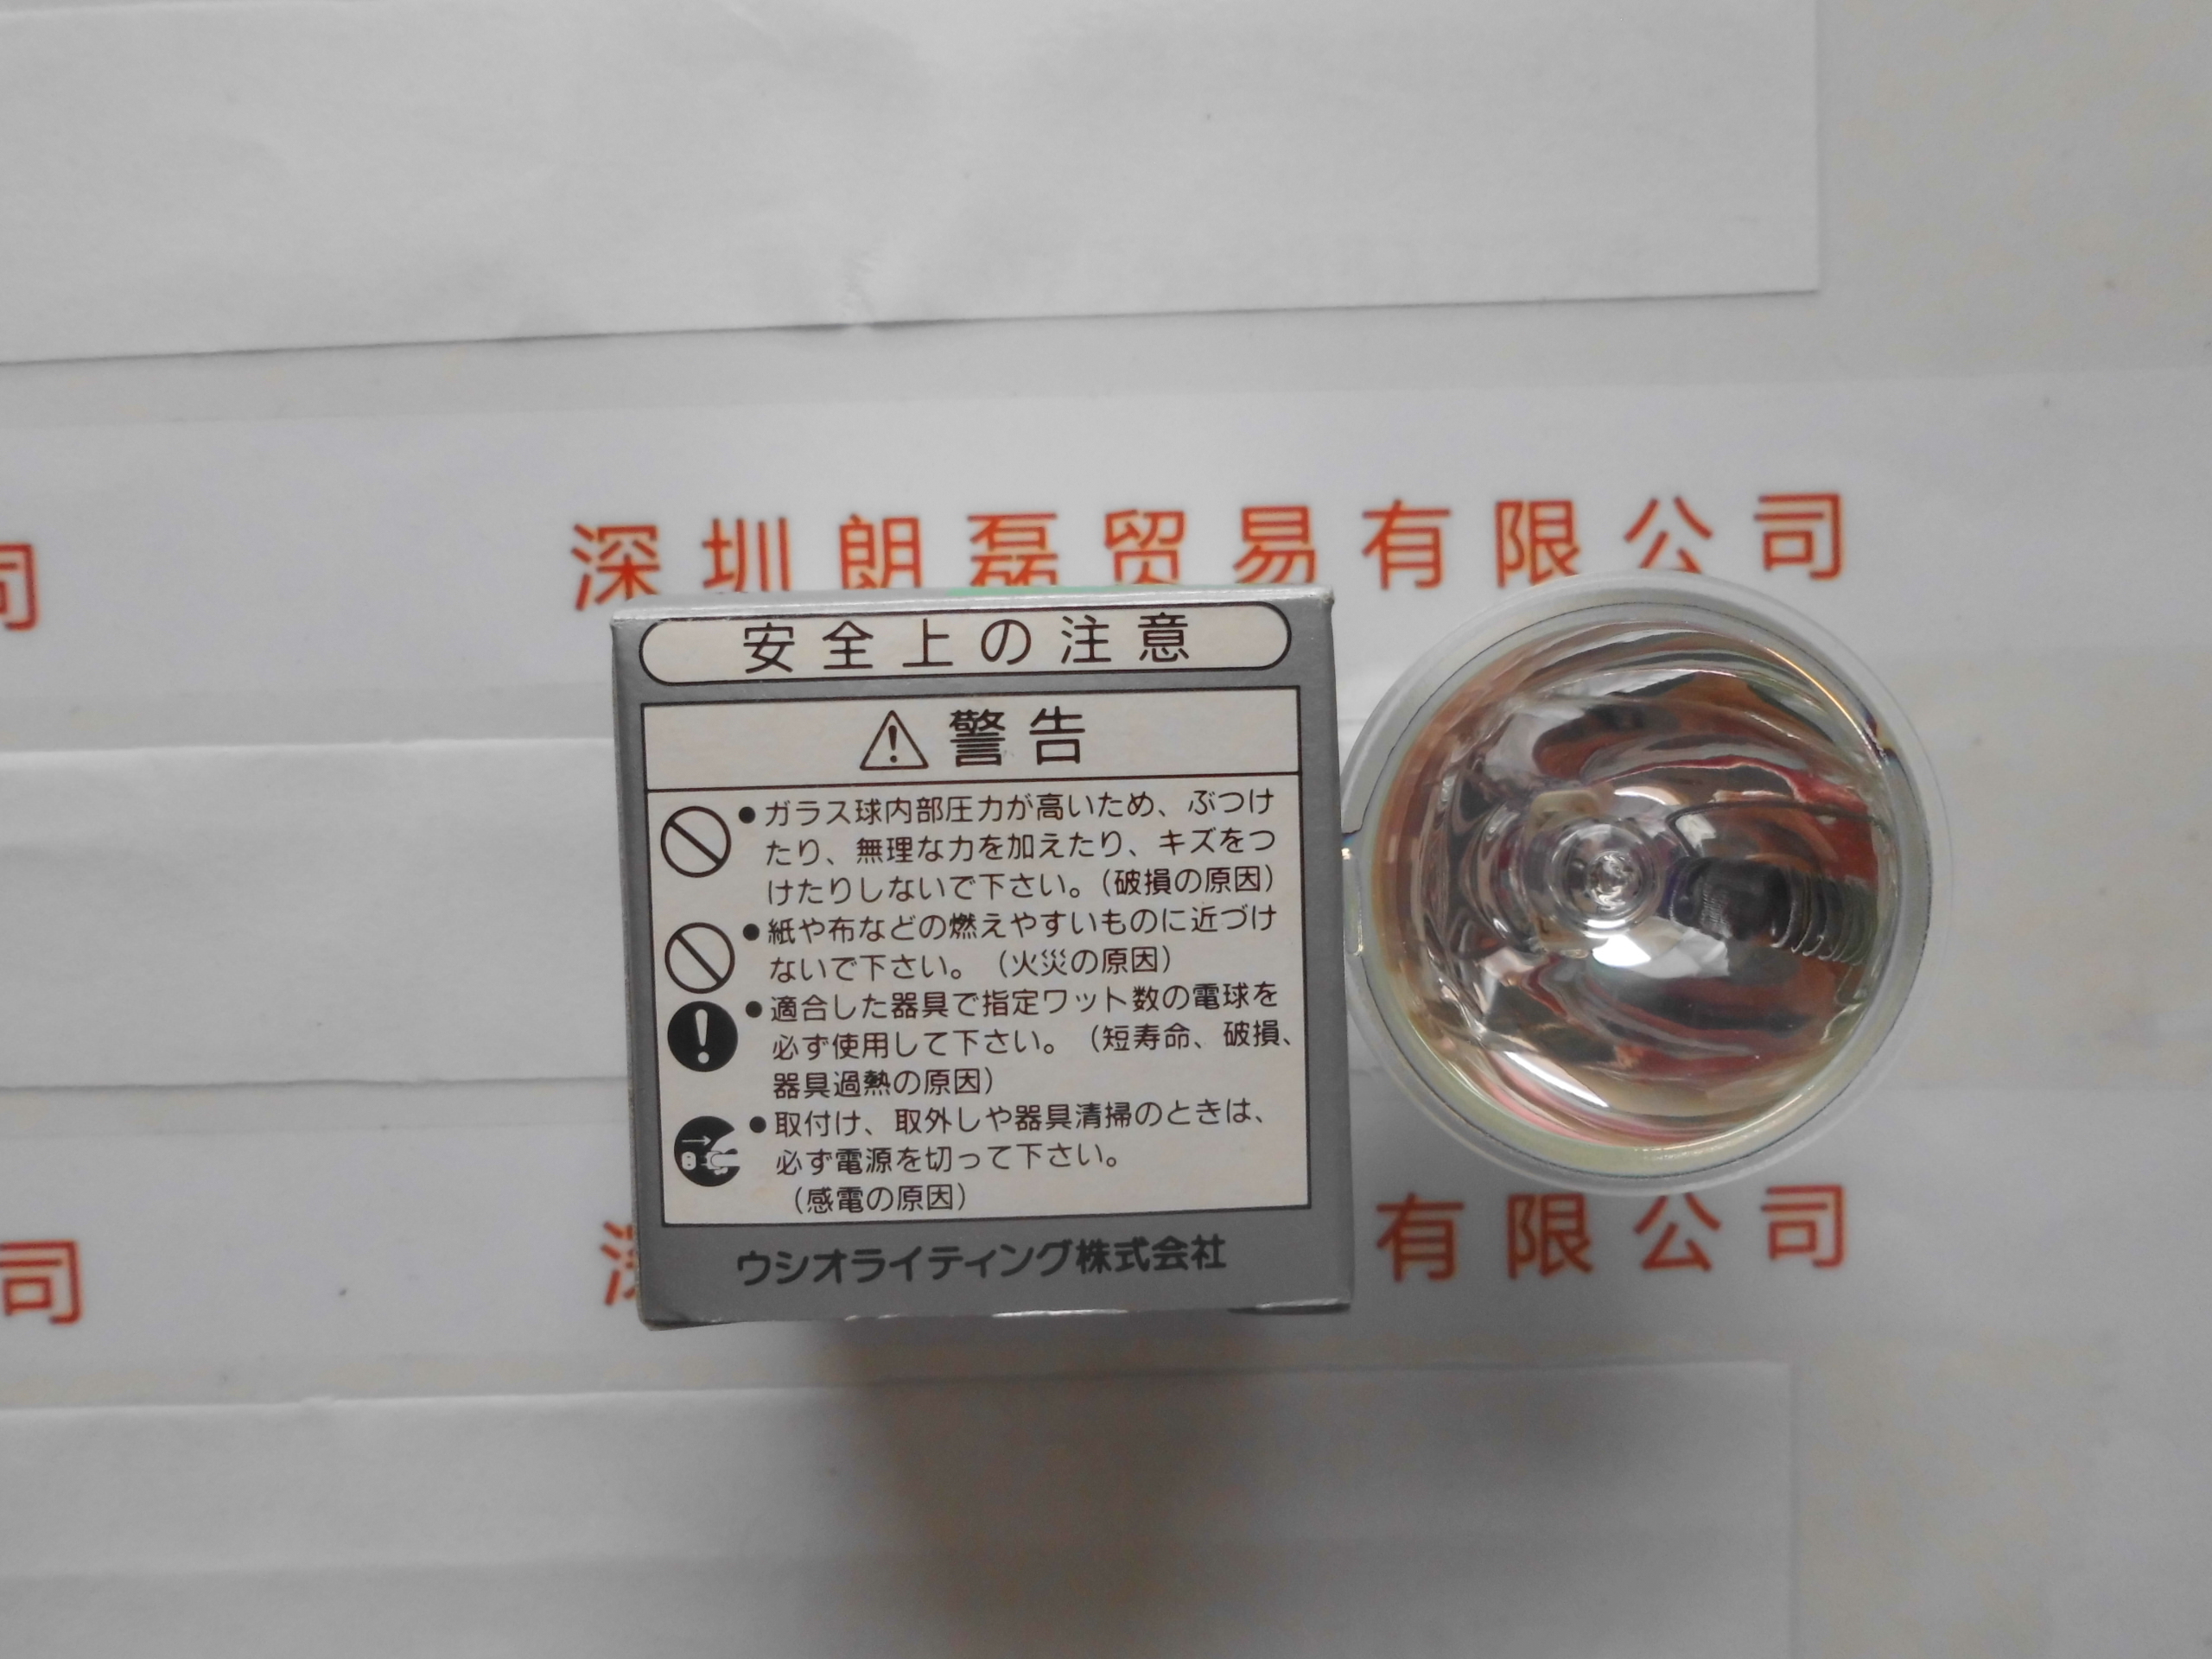 深圳朗磊贸易有限公司
司
安全上の注意
警告
●ガラス球内部圧力が高いため、ぶつけ
たり、無理な力を加えたり、キズをつ
けたりしないで下さい。（破損の原因）
●紙や布などの燃えやすいものに近づけ
ないで下さい。（火災の原因）
●適合した器具で指定ワット数の電球を
必ず使用して下さい。（短寿命、破損、
器具過熱の原因）
●取付け、取外しや器具清掃のときは、
必ず電源を切って下さい。
（感電の原因）
ウシオライティング株式会社
司
有限公司